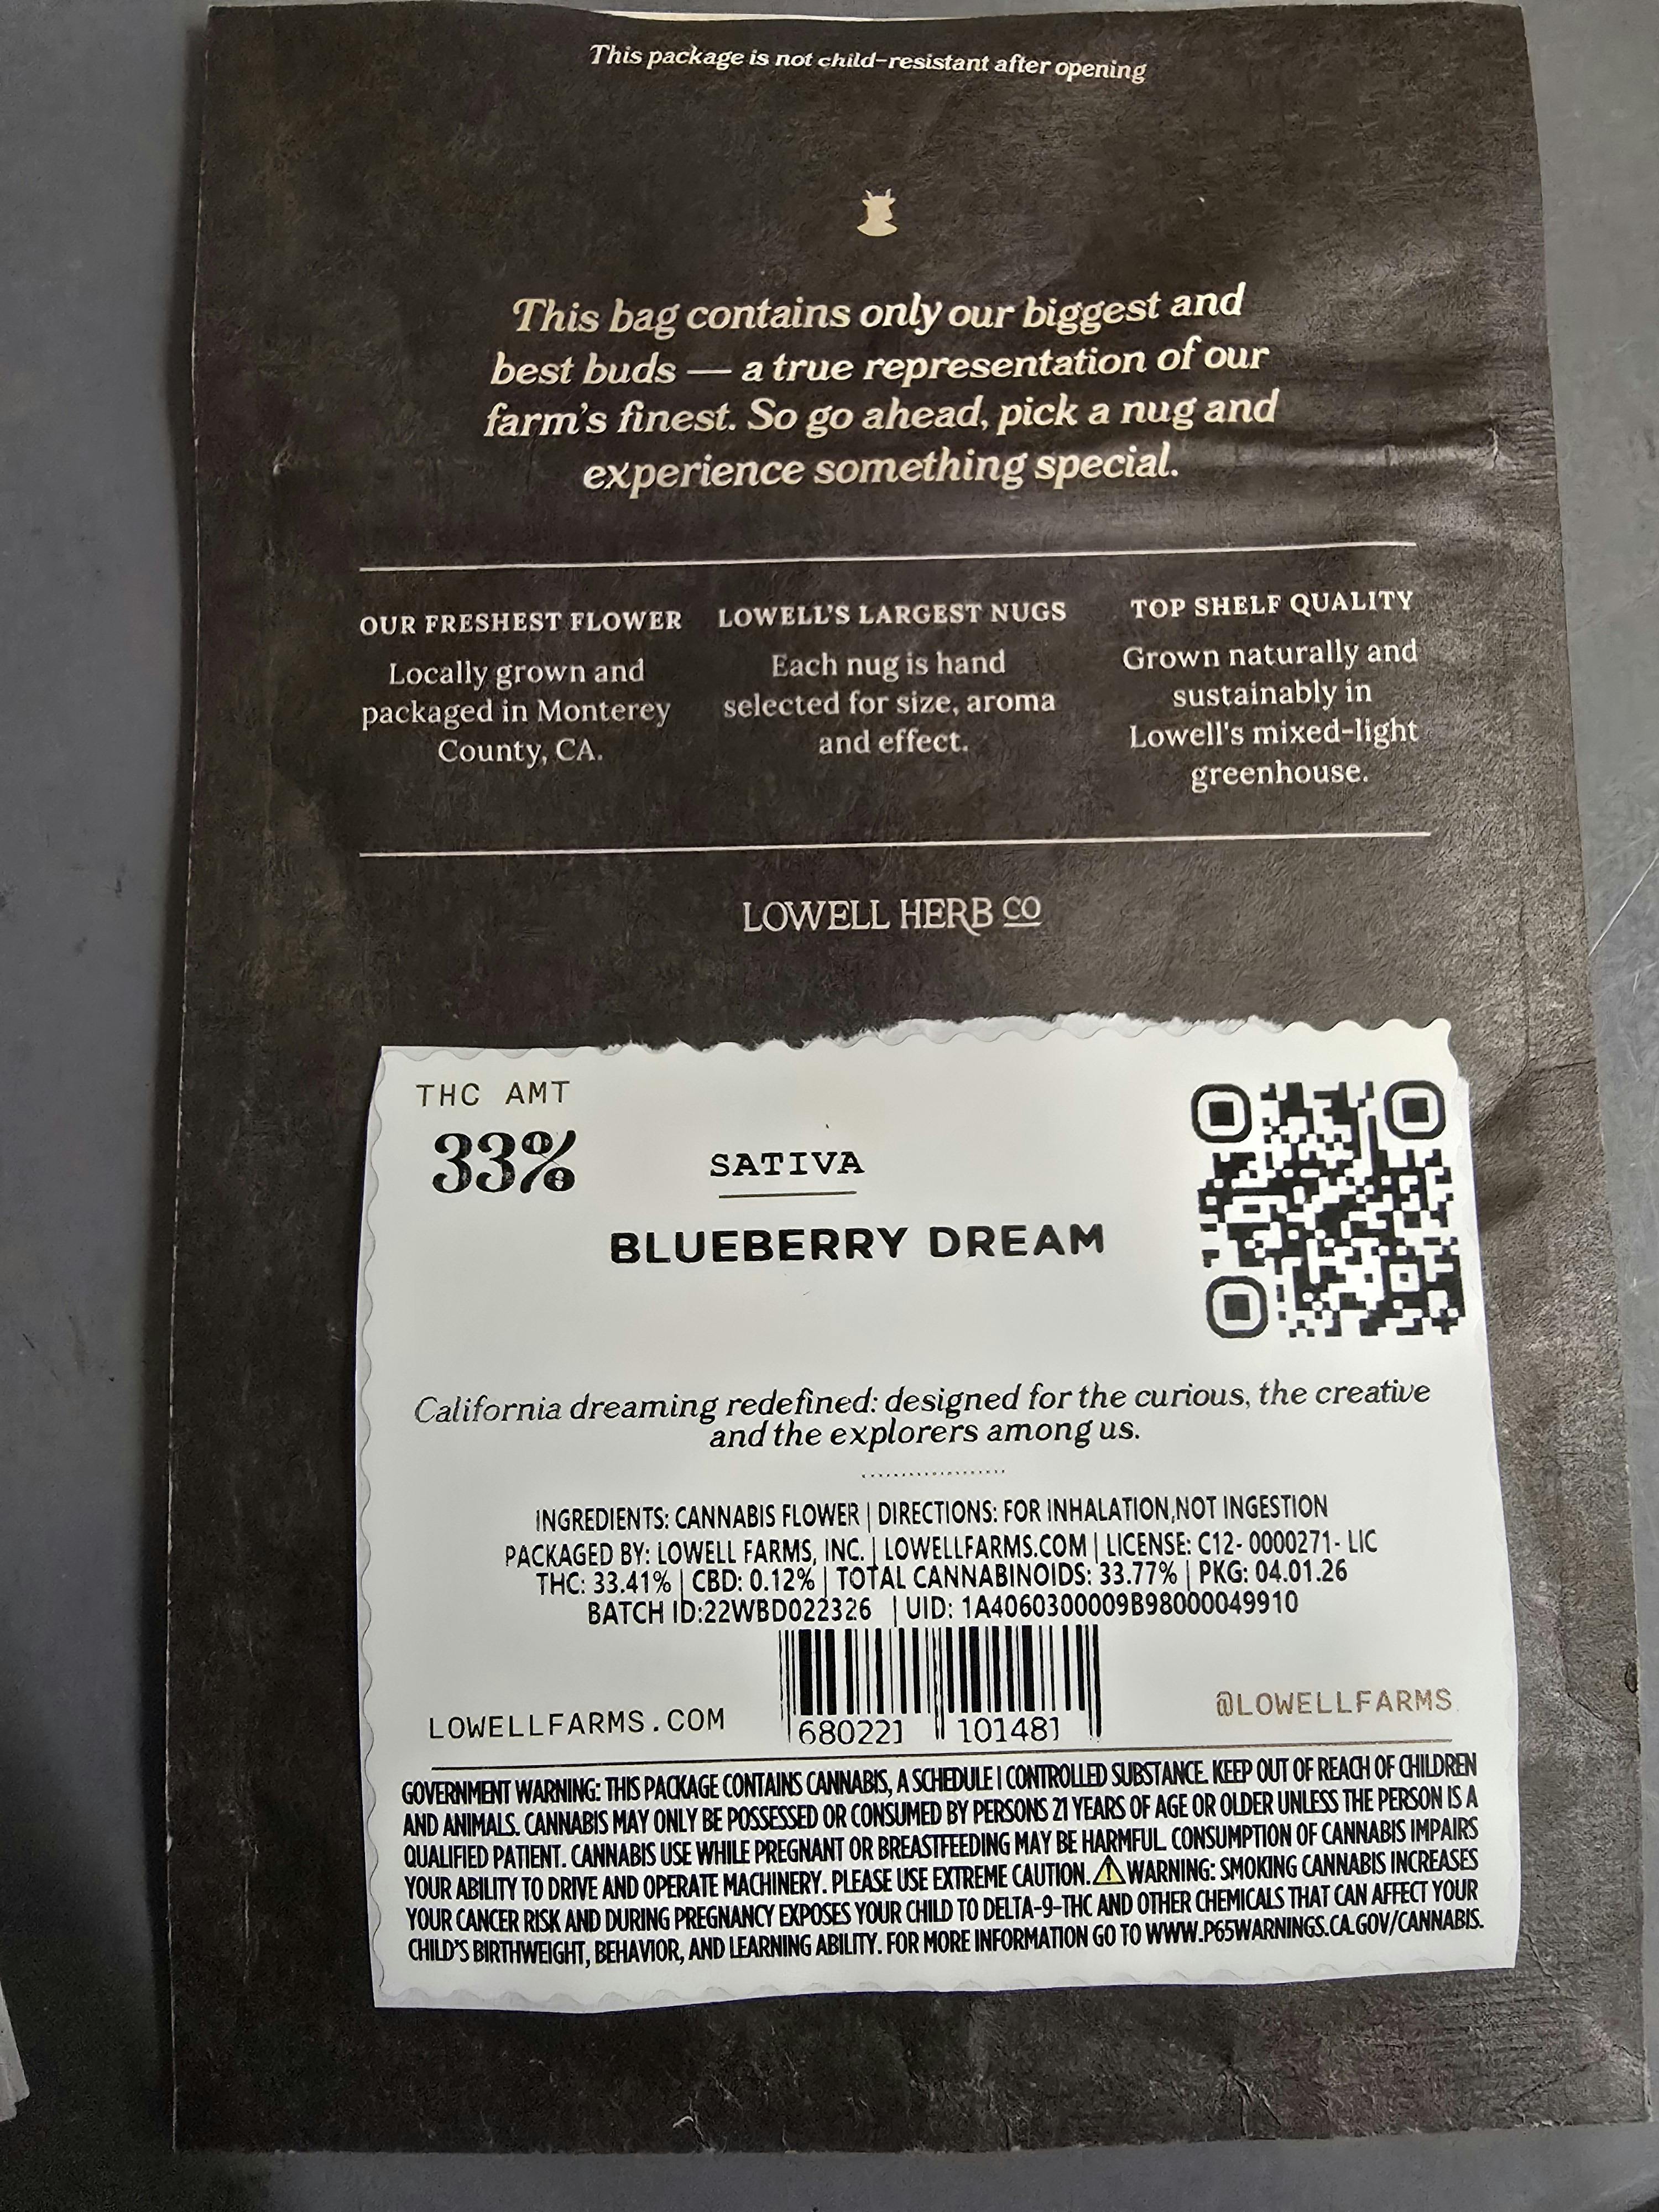 This package is not child-resistant after opening
This bag contains only our biggest and
best buds — a true representation of our
farm's finest. So go ahead, pick a nug and
experience something special.
OUR FRESHEST FLOWER
Locally grown and
packaged in Monterey
County, CA.
LOWELL'S LARGEST NUGS
Each nug is hand
selected for size, aroma
and effect.
TOP SHELF QUALITY
Grown naturally and
sustainably in
Lowell's mixed-light
greenhouse.
LOWELL HERB CO
THC AMT
33%
SATIVA
BLUEBERRY DREAM
California dreaming redefined: designed for the curious, the creative
and the explorers among us.
INGREDIENTS: CANNABIS FLOWER | DIRECTIONS: FOR INHALATION,NOT INGESTION
PACKAGED BY: LOWELL FARMS, INC. | LOWELLFARMS.COM | LICENSE: C12- 0000271- LIC
THC: 33.41% | CBD: 0.12% | TOTAL CANNABINOIDS: 33.77% | PKG: 04.01.26
BATCH ID:22WBD022326 | UID: 1A4060300009B98000049910
LOWELLFARMS.COM
680221 101481
@LOWELLFARMS
GOVERNMENT WARNING: THIS PACKAGE CONTAINS CANNABIS, A SCHEDULE I CONTROLLED SUBSTANCE. KEEP OUT OF REACH OF CHILDREN
AND ANIMALS. CANNABIS MAY ONLY BE POSSESSED OR CONSUMED BY PERSONS 21 YEARS OF AGE OR OLDER UNLESS THE PERSON IS A
QUALIFIED PATIENT. CANNABIS USE WHILE PREGNANT OR BREASTFEEDING MAY BE HARMFUL. CONSUMPTION OF CANNABIS IMPAIRS
YOUR ABILITY TO DRIVE AND OPERATE MACHINERY. PLEASE USE EXTREME CAUTION. ⚠ WARNING: SMOKING CANNABIS INCREASES
YOUR CANCER RISK AND DURING PREGNANCY EXPOSES YOUR CHILD TO DELTA-9-THC AND OTHER CHEMICALS THAT CAN AFFECT YOUR
CHILD'S BIRTHWEIGHT, BEHAVIOR, AND LEARNING ABILITY. FOR MORE INFORMATION GO TO WWW.P65WARNINGS.CA.GOV/CANNABIS.